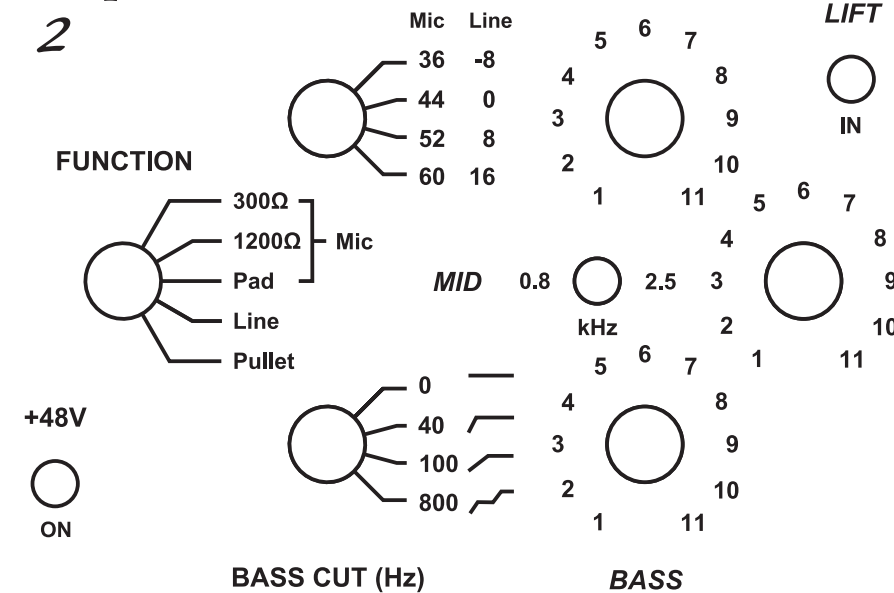 LIFT
2
Mic Line
36 -8
44 0
52 8
60 16
1 2 3 4 5 6 7 8 9 10 11
IN
FUNCTION
300Ω
1200Ω
Pad
Line
Pullet
Mic
MID 0.8 2.5
kHz
1 2 3 4 5 6 7 8 9 10 11
+48V
ON
0
40
100
800
BASS CUT (Hz)
1 2 3 4 5 6 7 8 9 10 11
BASS